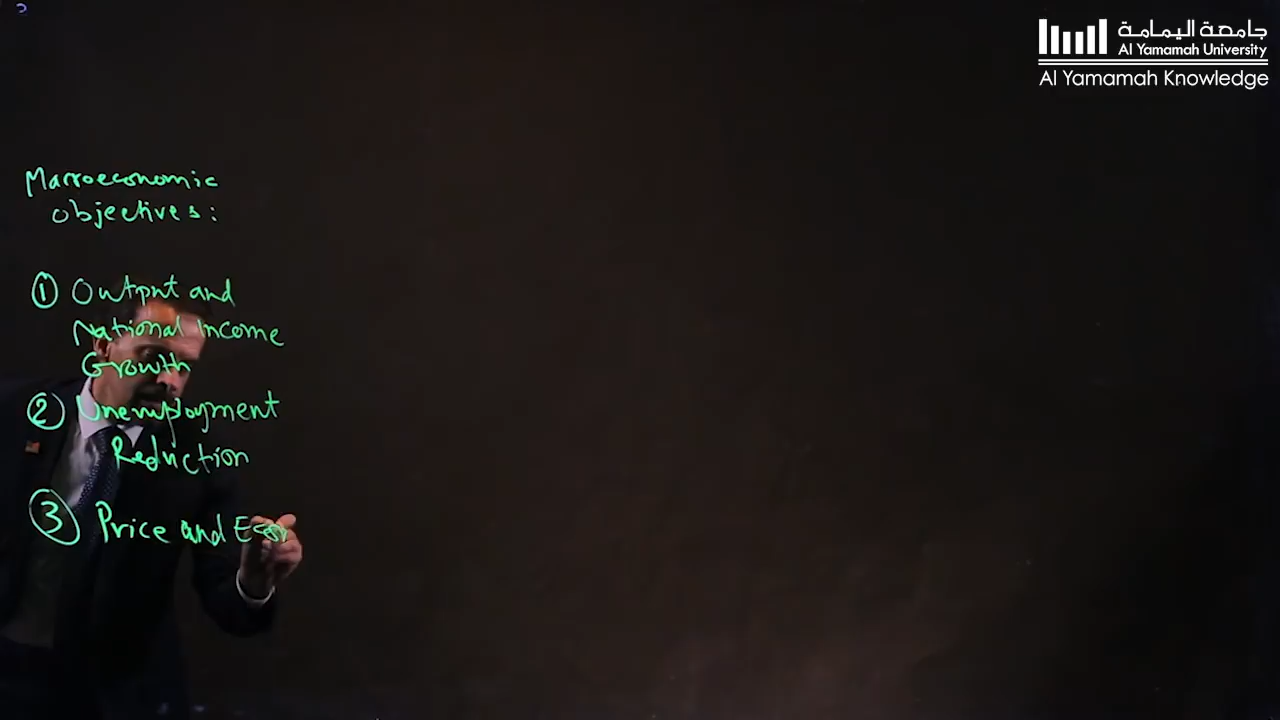 جامعة اليمامة
Al Yamamah University
Al Yamamah Knowledge
Macroeconomic
objectives:
① Output and
National Income
Growth
② Unemployment
Reduction
③ Price and Econ